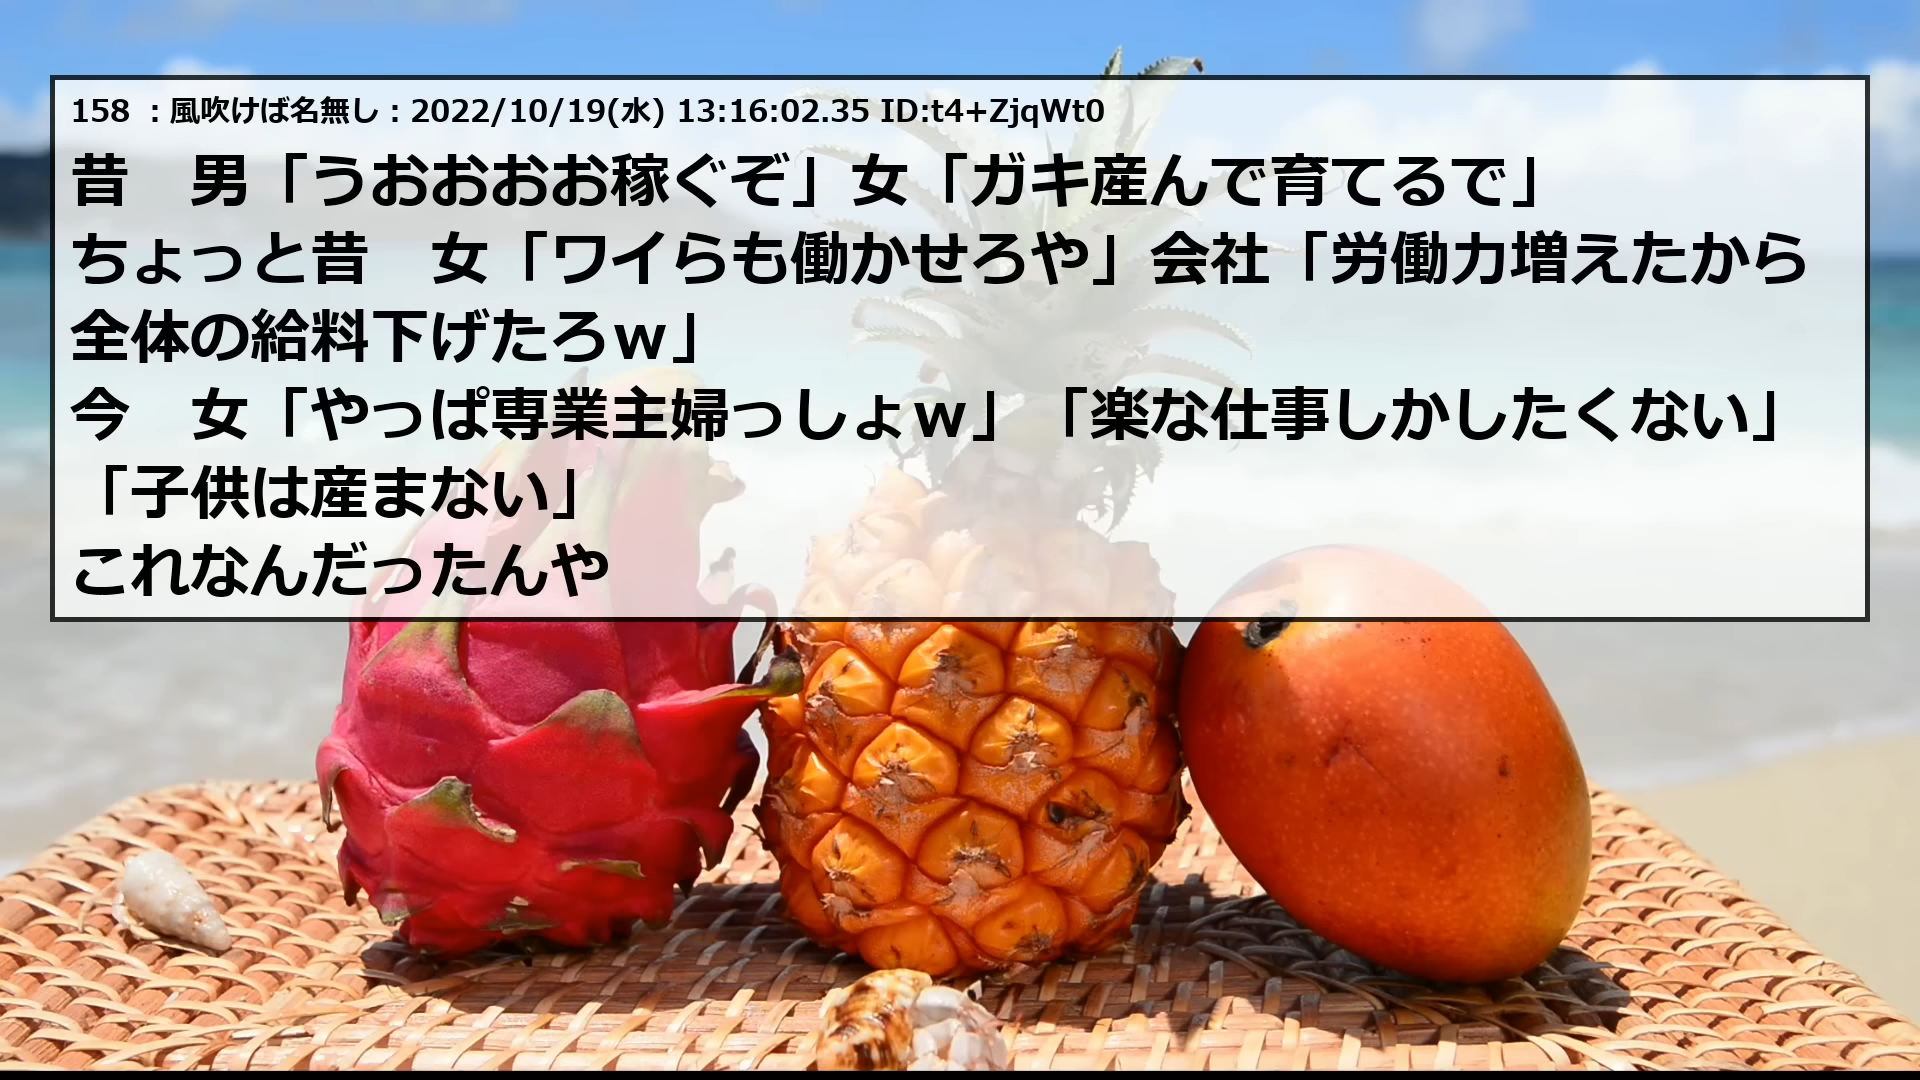 158 ：風吹けば名無し：2022/10/19(水) 13:16:02.35 ID:t4+ZjqWt0
昔　男「うおおおお稼ぐぞ」女「ガキ産んで育てるで」
ちょっと昔　女「ワイらも働かせろや」会社「労働力増えたから
全体の給料下げたろｗ」
今　女「やっぱ専業主婦っしょｗ」「楽な仕事しかしたくない」
「子供は産まない」
これなんだったんや